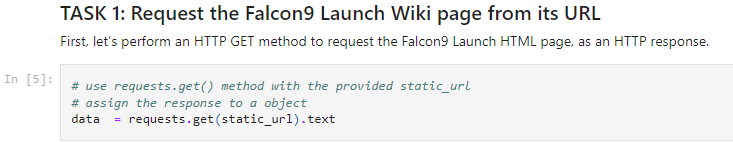 TASK 1: Request the Falcon9 Launch Wiki page from its URL
First, let's perform an HTTP GET method to request the Falcon9 Launch HTML page, as an HTTP response.
In [5]:
# use requests.get() method with the provided static_url
# assign the response to a object
data  = requests.get(static_url).text